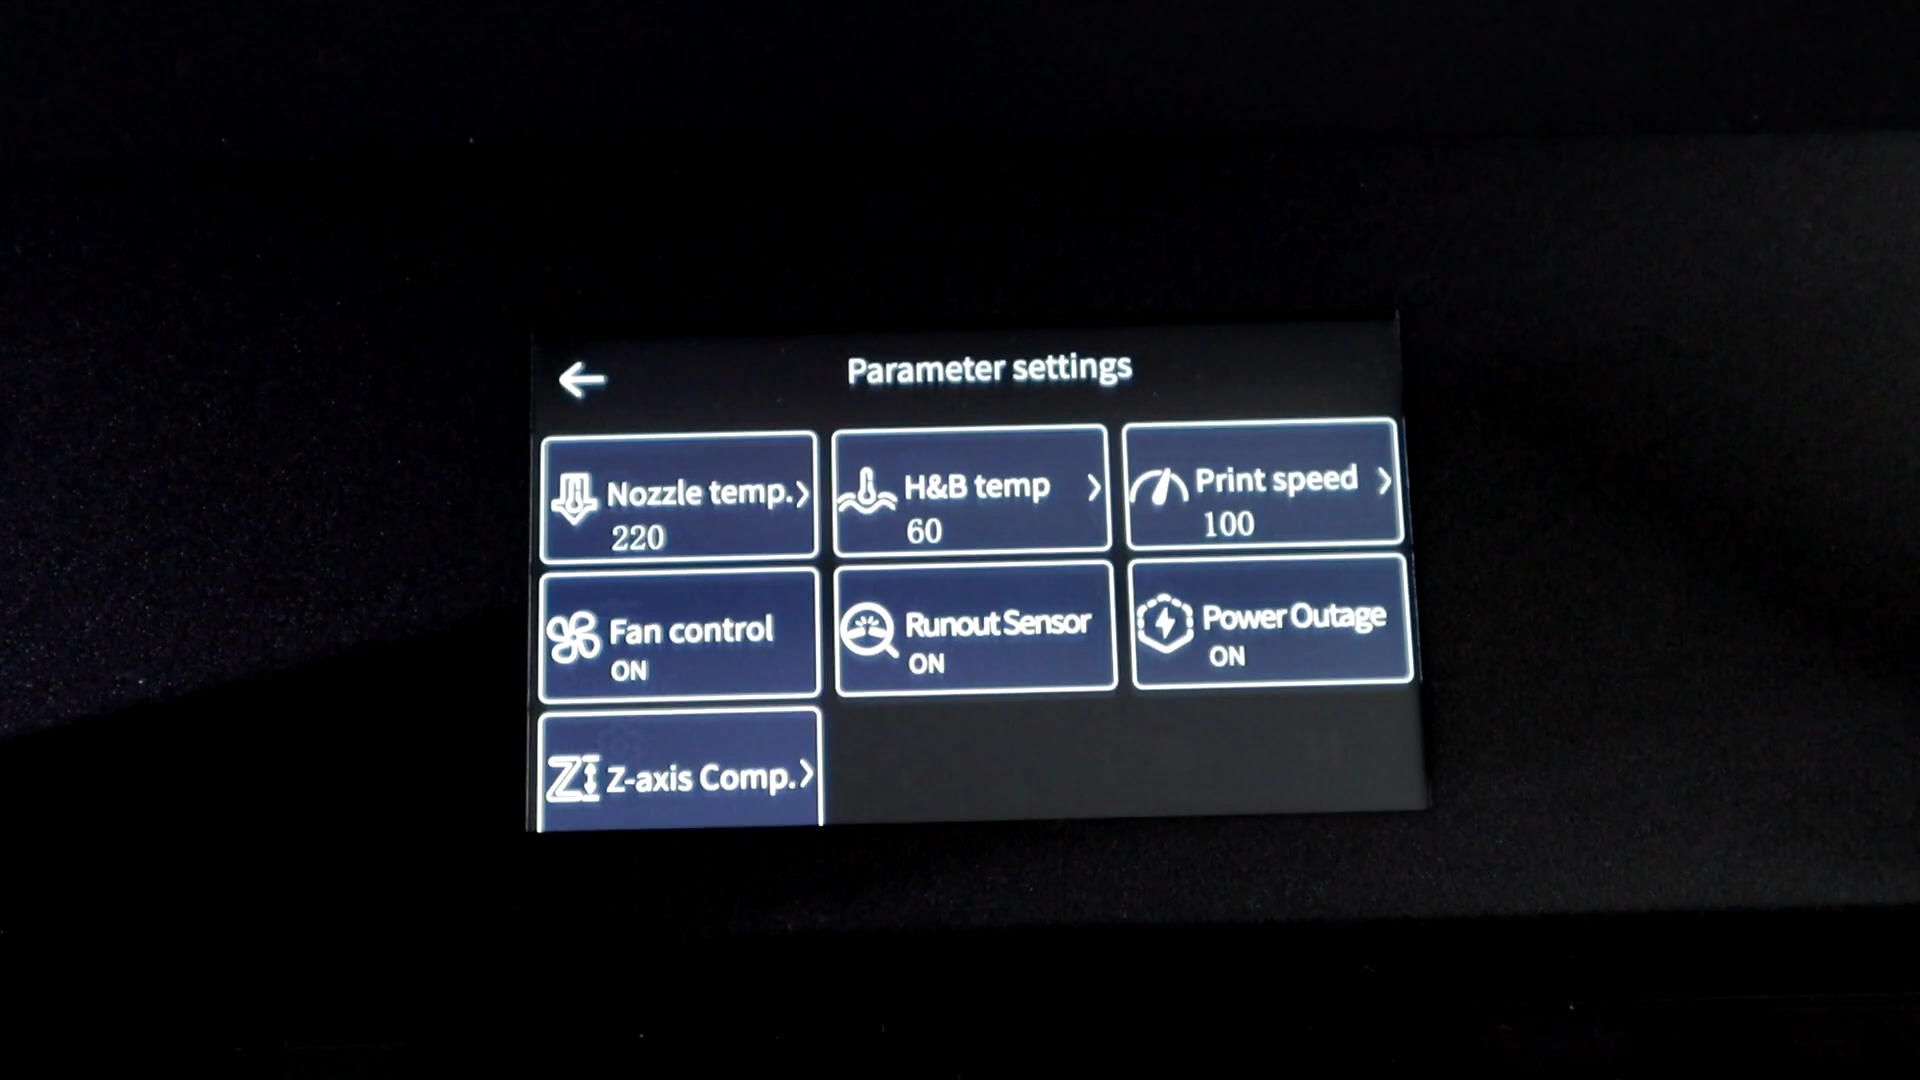 Parameter settings
Nozzle temp.
220
H&B temp
60
Print speed
100
Fan control
ON
Runout Sensor
ON
Power Outage
ON
Z-axis Comp.